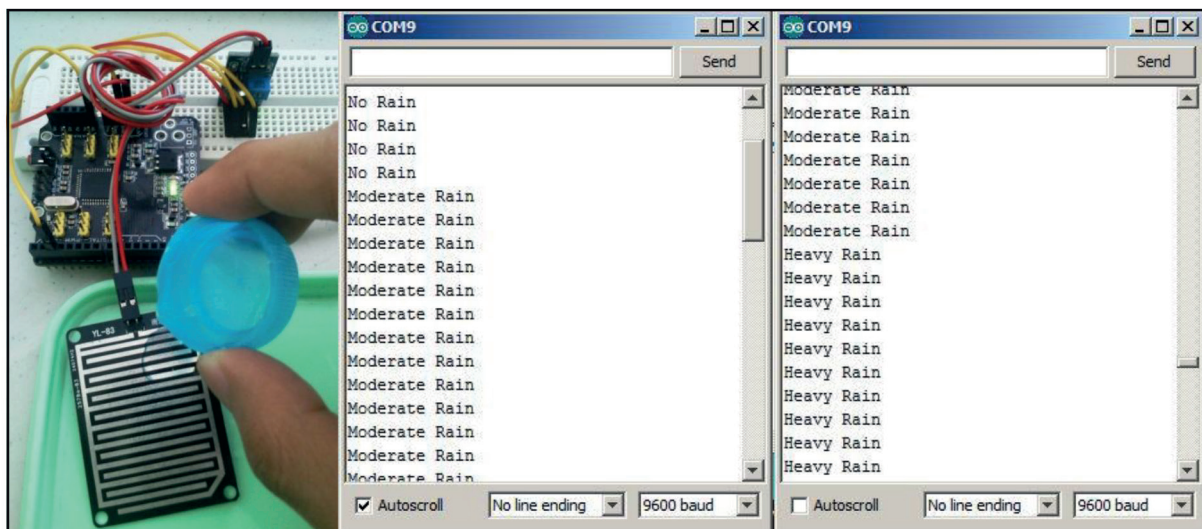 YL-83
COM9
Send
No Rain
No Rain
No Rain
No Rain
Moderate Rain
Moderate Rain
Moderate Rain
Moderate Rain
Moderate Rain
Moderate Rain
Moderate Rain
Moderate Rain
Moderate Rain
Moderate Rain
Moderate Rain
Moderate Rain
Moderate Rain
Autoscroll
No line ending
9600 baud
COM9
Send
Moderate Rain
Moderate Rain
Moderate Rain
Moderate Rain
Moderate Rain
Moderate Rain
Moderate Rain
Heavy Rain
Heavy Rain
Heavy Rain
Heavy Rain
Heavy Rain
Heavy Rain
Heavy Rain
Heavy Rain
Heavy Rain
Heavy Rain
Autoscroll
No line ending
9600 baud